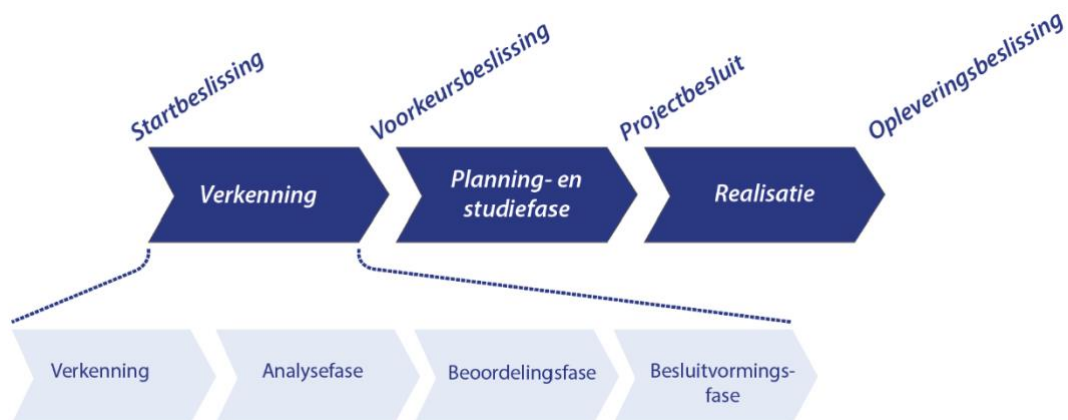 Startbeslissing
Voorkeursbeslissing
Projectbesluit
Opleveringsbeslissing
Verkenning
Planning- en
studiefase
Realisatie
Verkenning
Analysefase
Beoordelingsfase
Besluitvormings-
fase